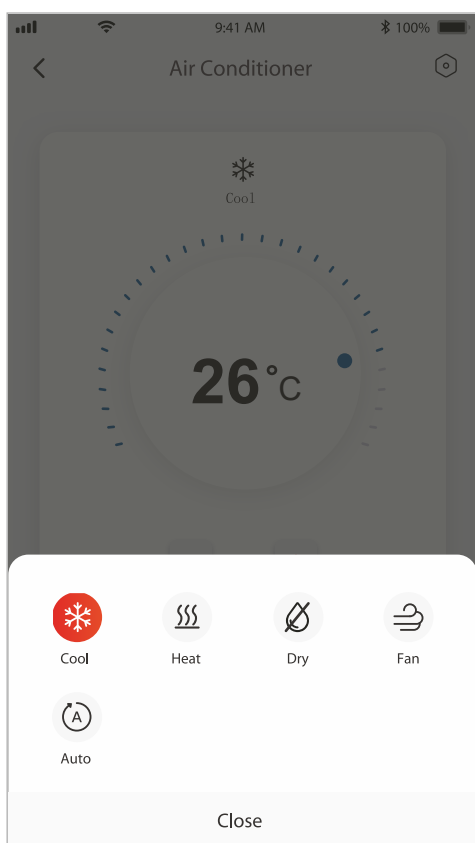 9:41 AM 100%
Air Conditioner
Cool
26°C
Cool Heat Dry Fan
A
Auto
Close